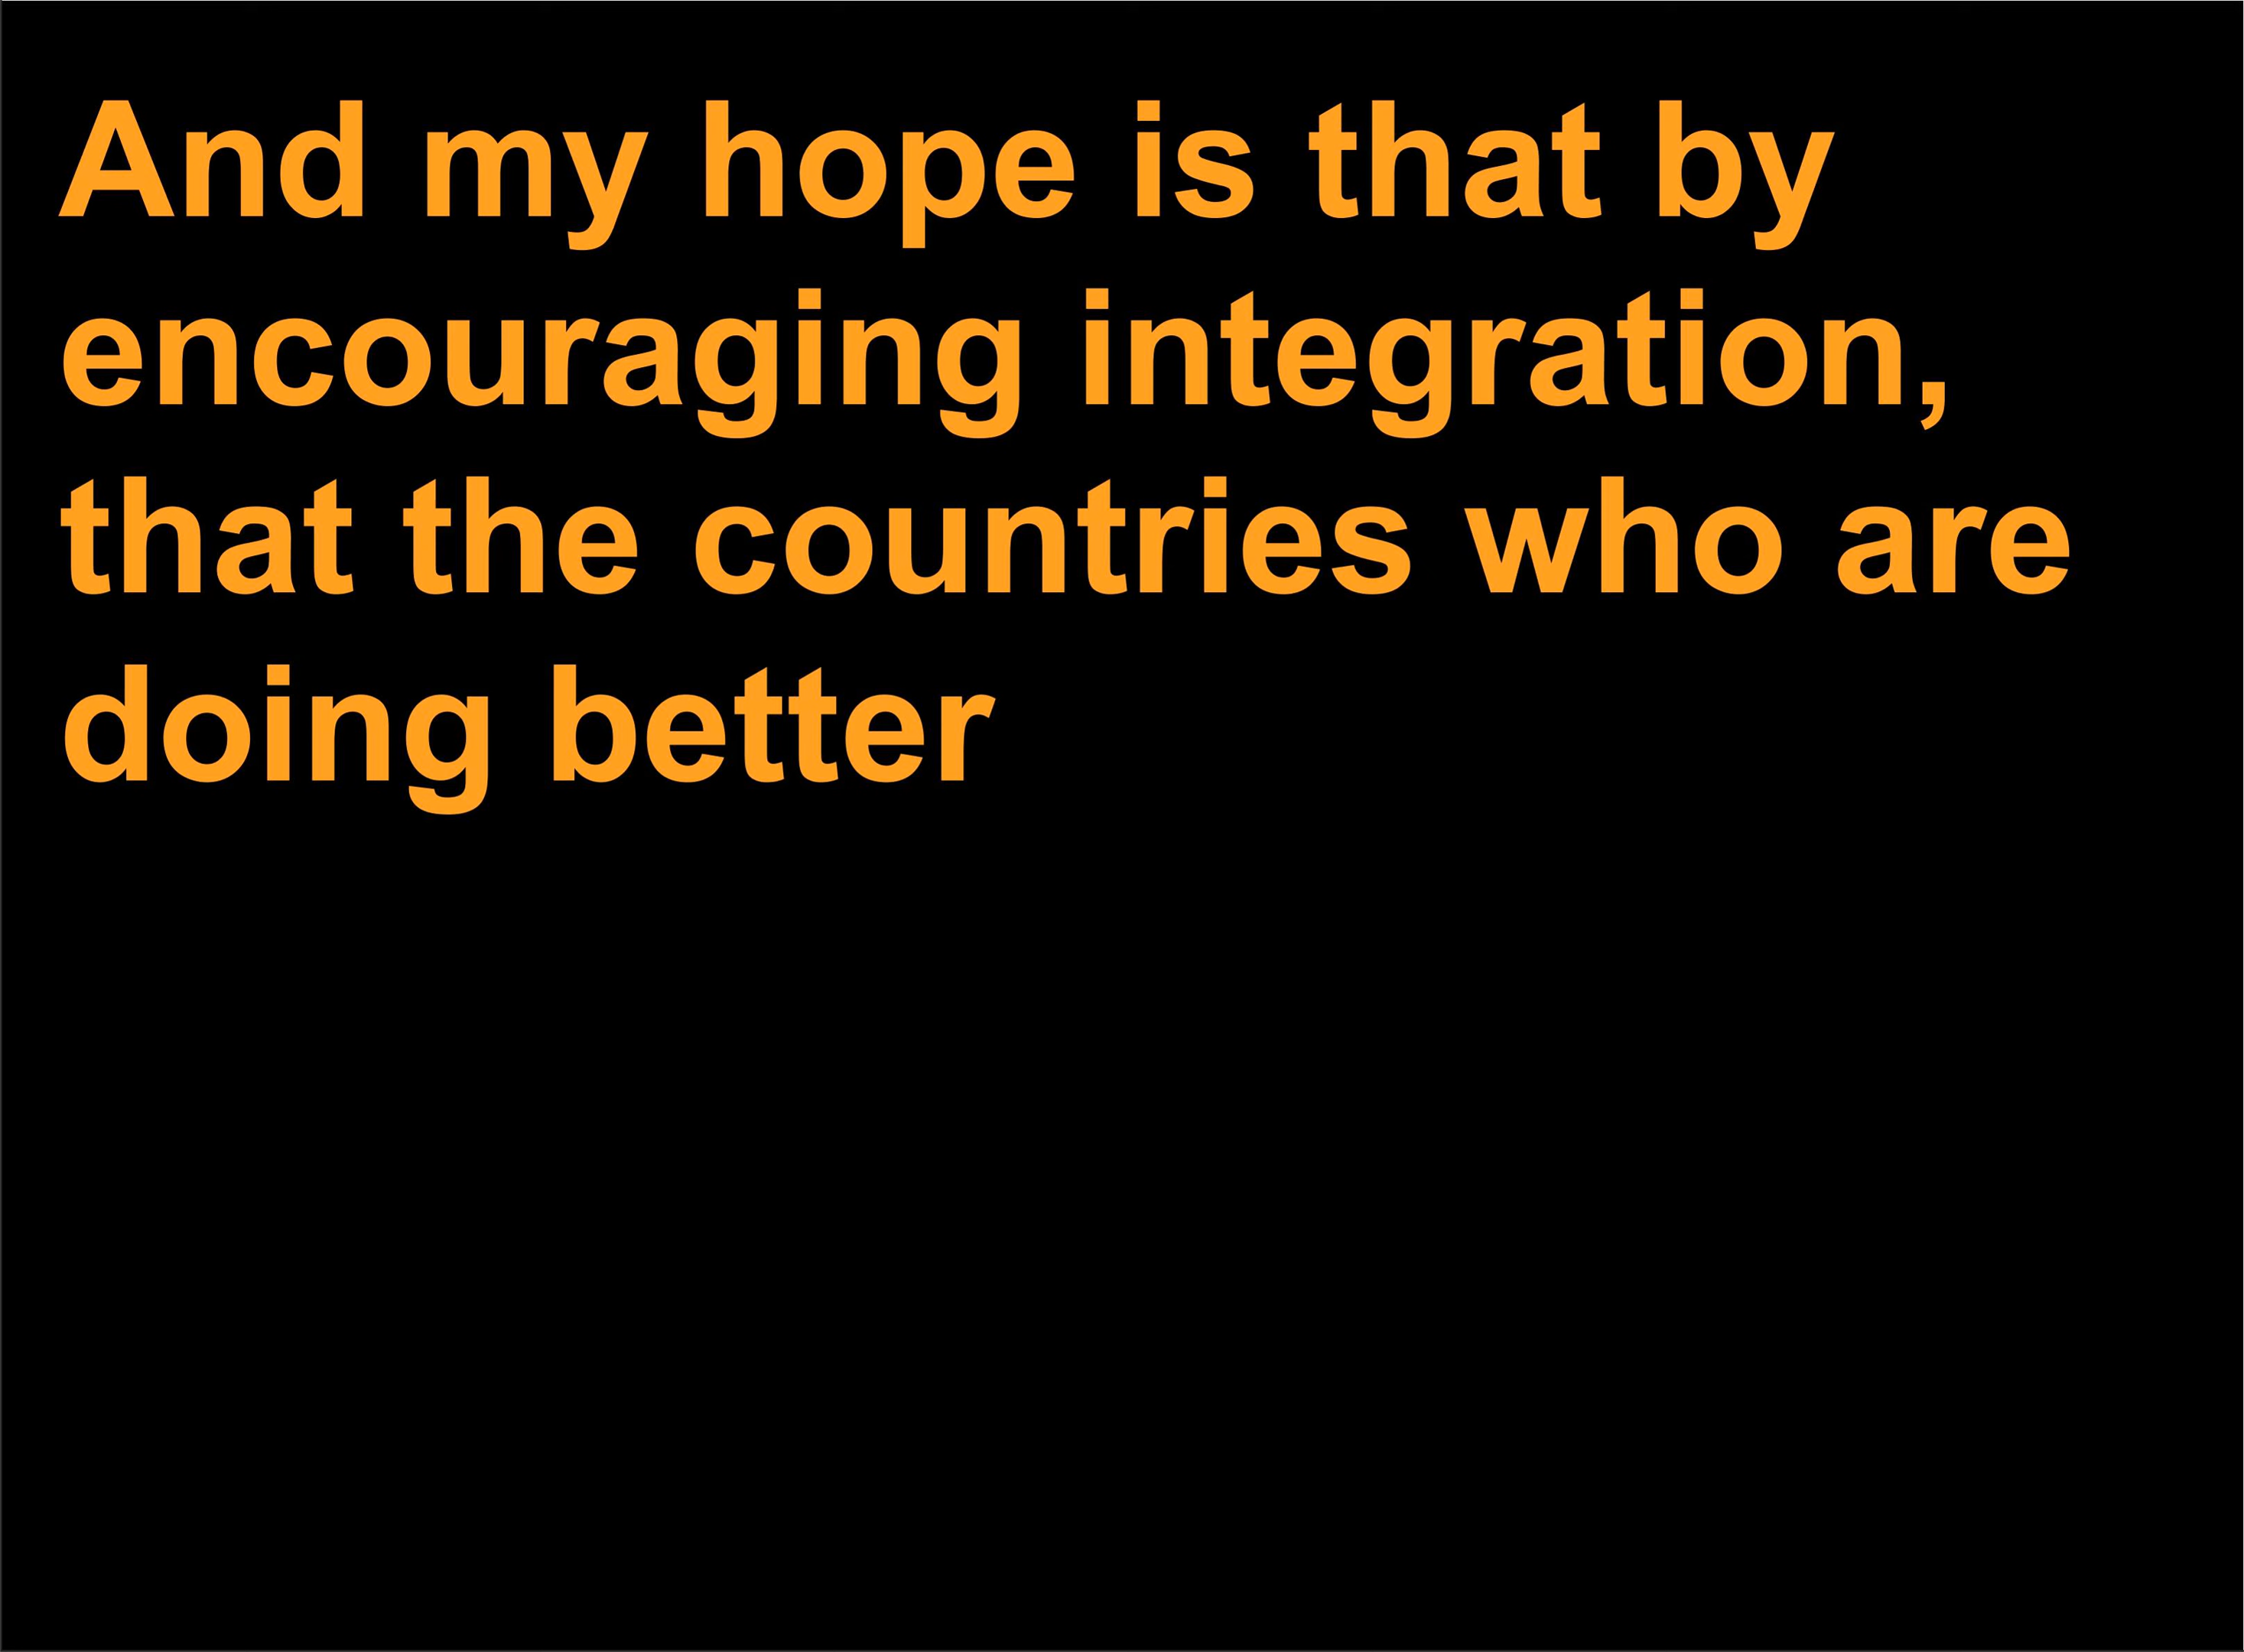 And my hope is that by
encouraging integration,
that the countries who are
doing better